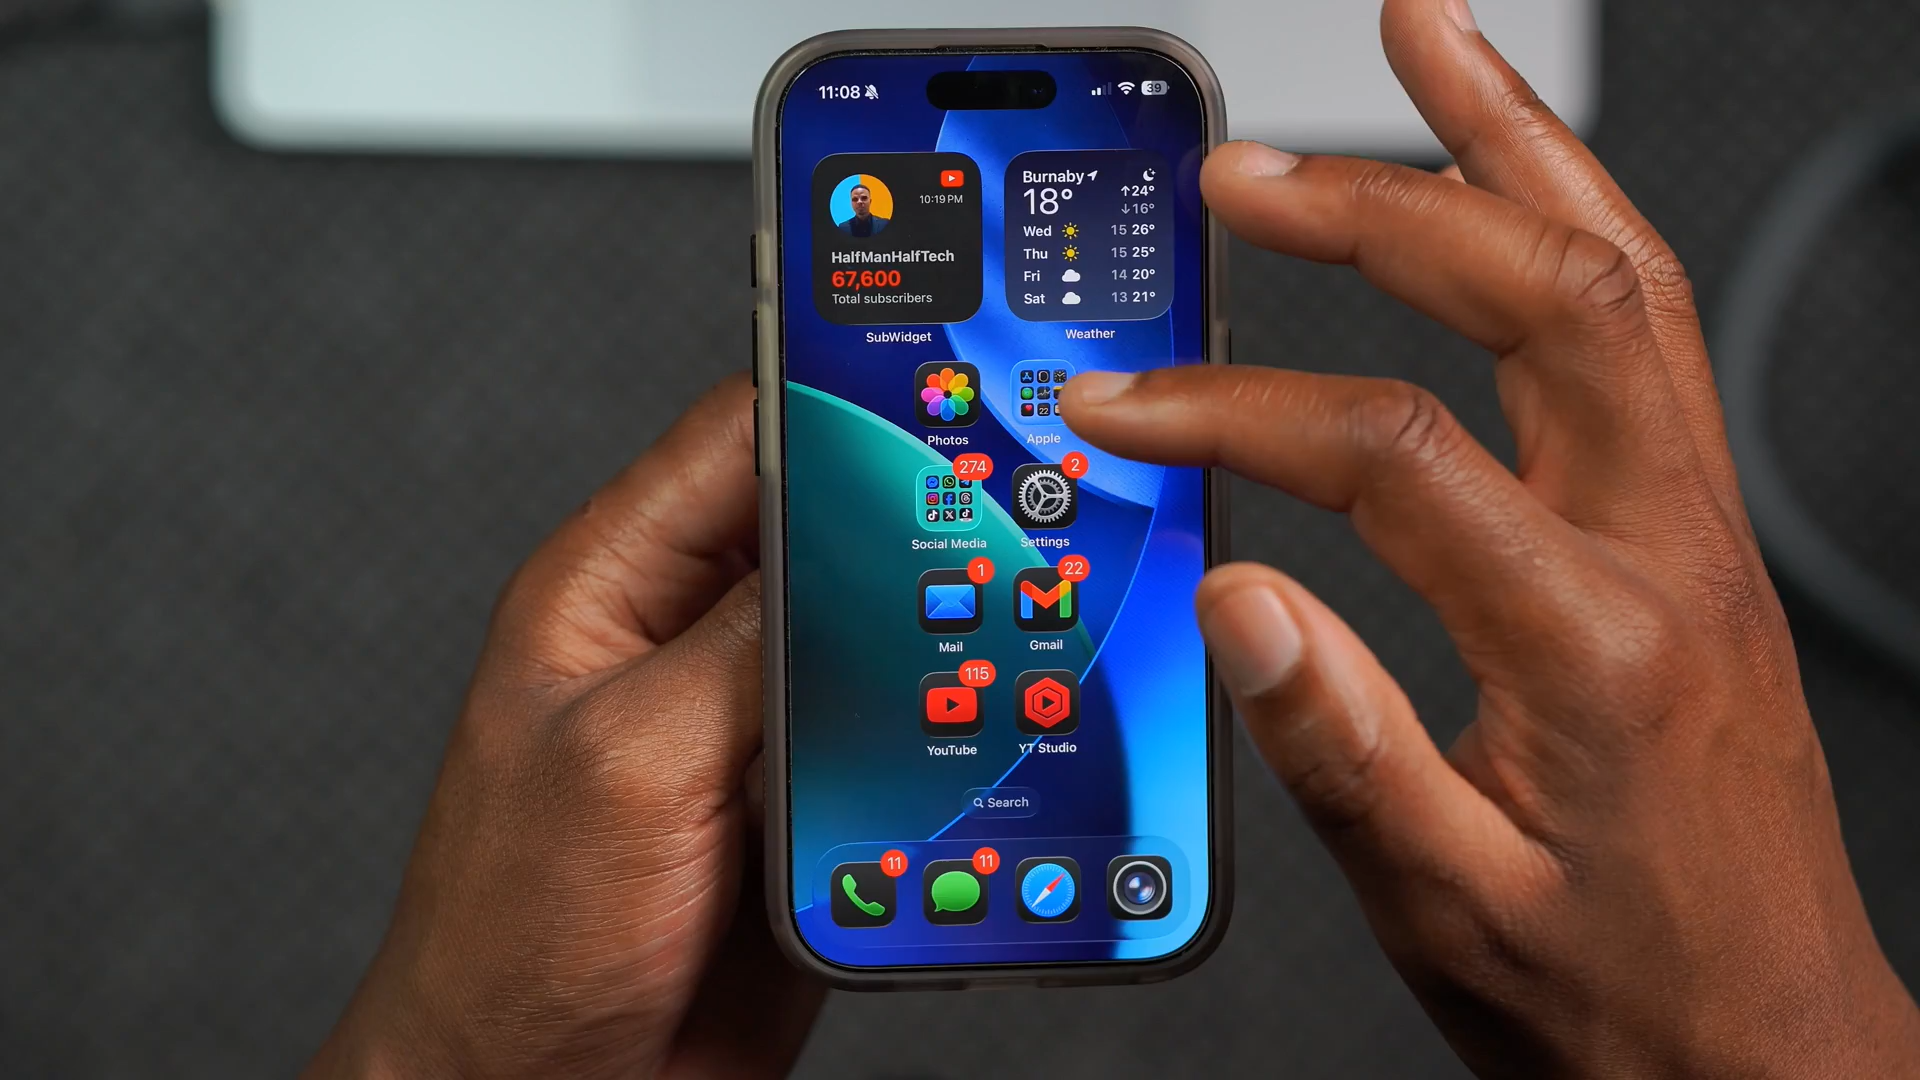 11:08
39
10:19 PM
HalfManHalfTech
67,600
Total subscribers
SubWidget
Burnaby
18°
↑24°
↓16°
Wed 15 26°
Thu 15 25°
Fri 14 20°
Sat 13 21°
Weather
Photos
22
Apple
274
Social Media
2
Settings
1
Mail
22
Gmail
115
YouTube
YT Studio
Search
11
11